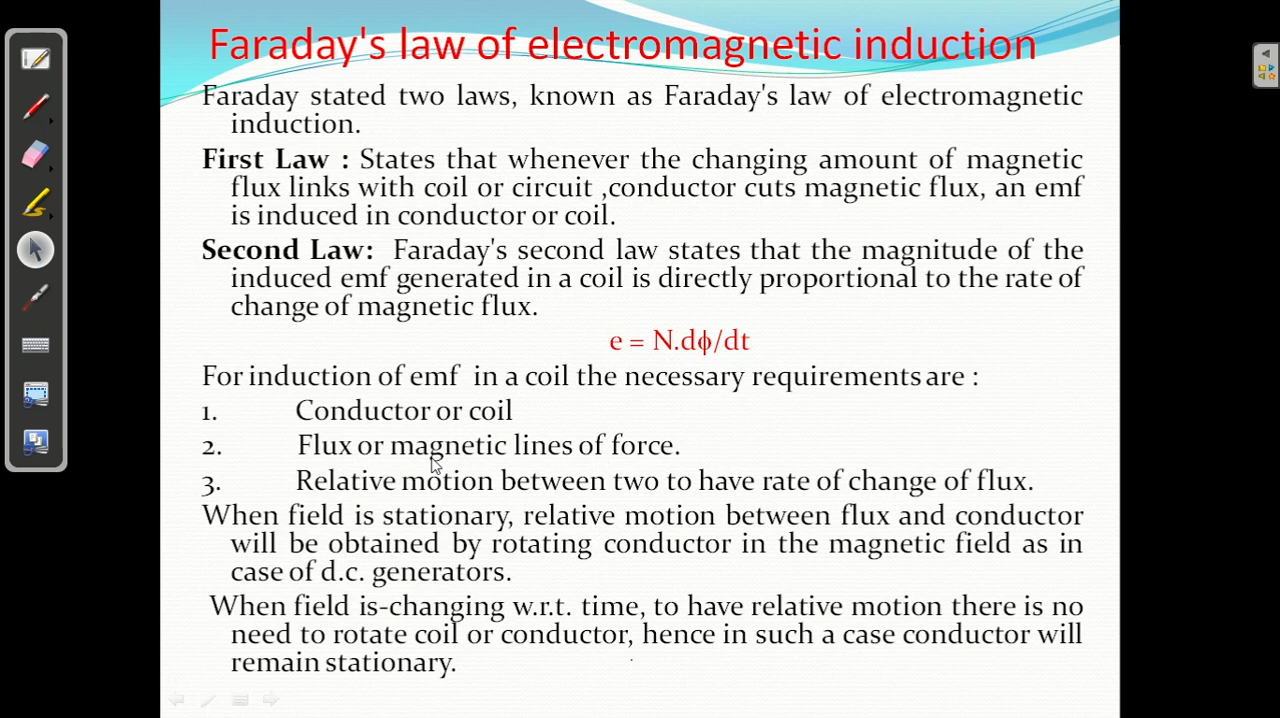 Faraday's law of electromagnetic induction
Faraday stated two laws, known as Faraday's law of electromagnetic
induction.
First Law : States that whenever the changing amount of magnetic
flux links with coil or circuit ,conductor cuts magnetic flux, an emf
is induced in conductor or coil.
Second Law: Faraday's second law states that the magnitude of the
induced emf generated in a coil is directly proportional to the rate of
change of magnetic flux.
e = N.dϕ/dt
For induction of emf in a coil the necessary requirements are :
1. Conductor or coil
2. Flux or magnetic lines of force.
3. Relative motion between two to have rate of change of flux.
When field is stationary, relative motion between flux and conductor
will be obtained by rotating conductor in the magnetic field as in
case of d.c. generators.
When field is-changing w.r.t. time, to have relative motion there is no
need to rotate coil or conductor, hence in such a case conductor will
remain stationary.